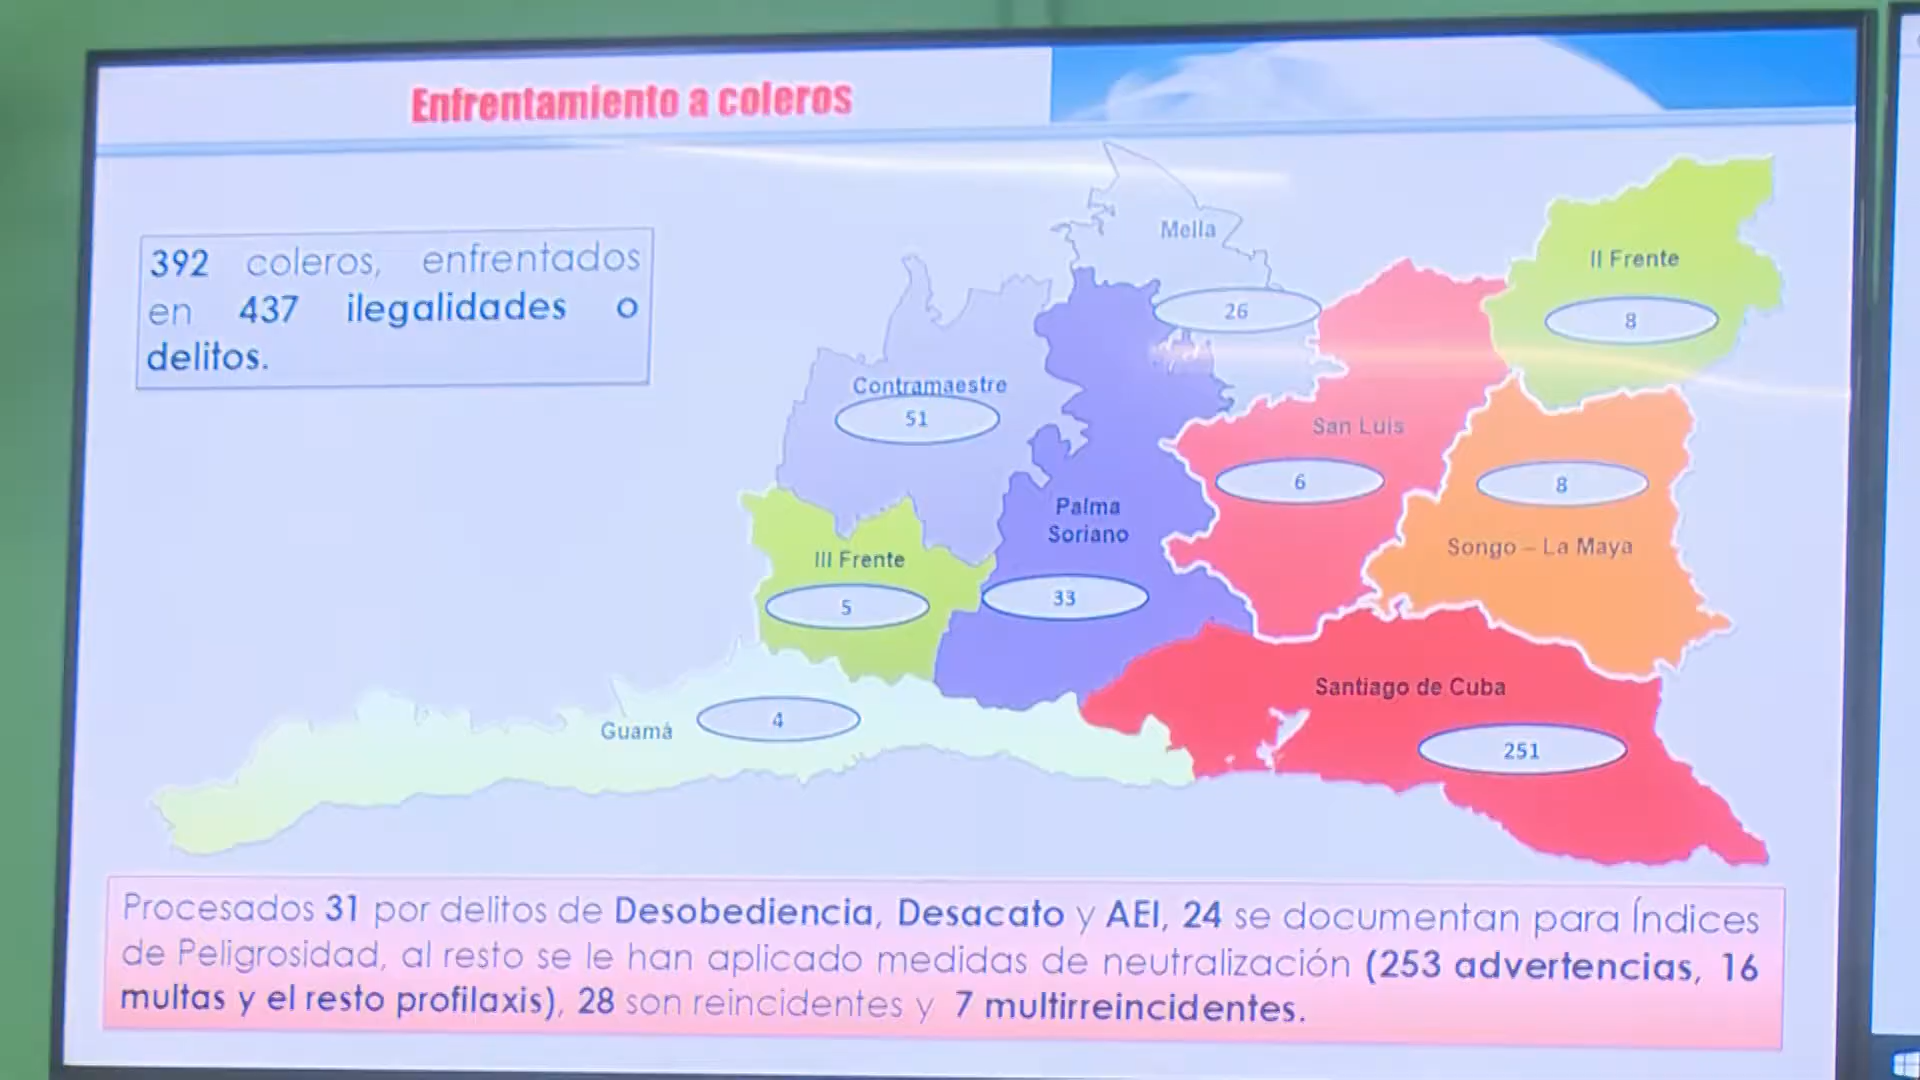 Enfrentamiento a coleros
392 coleros, enfrentados
en 437 ilegalidades o
delitos.
Mella
26
II Frente
8
Contramaestre
51
San Luis
6
8
Songo – La Maya
Palma
Soriano
33
III Frente
5
Santiago de Cuba
251
Guamá
4
Procesados 31 por delitos de Desobediencia, Desacato y AEI, 24 se documentan para Índices
de Peligrosidad, al resto se le han aplicado medidas de neutralización (253 advertencias, 16
multas y el resto profilaxis), 28 son reincidentes y 7 multirreincidentes.